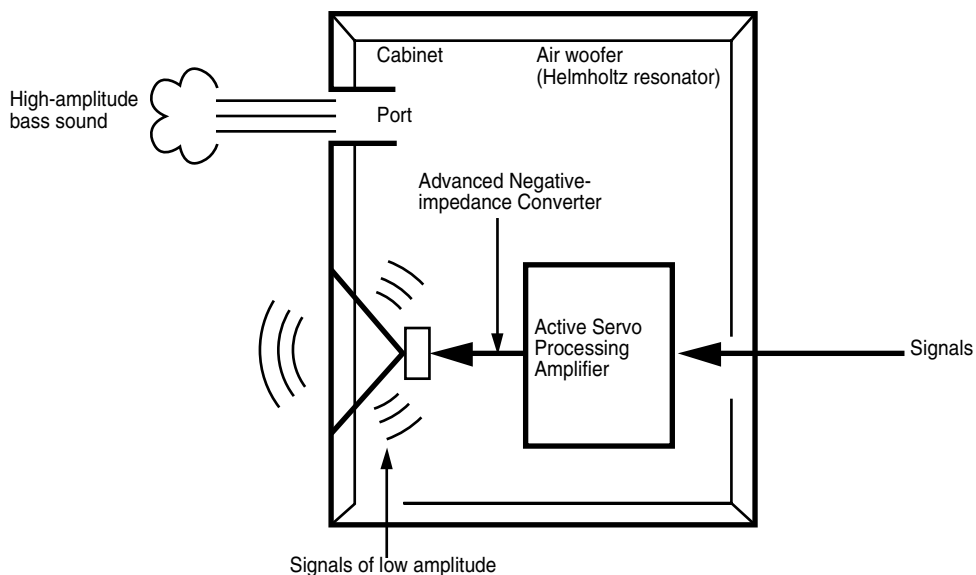 Cabinet
Air woofer
(Helmholtz resonator)
High-amplitude
bass sound
Port
Advanced Negative-
impedance Converter
Active Servo
Processing
Amplifier
Signals
Signals of low amplitude